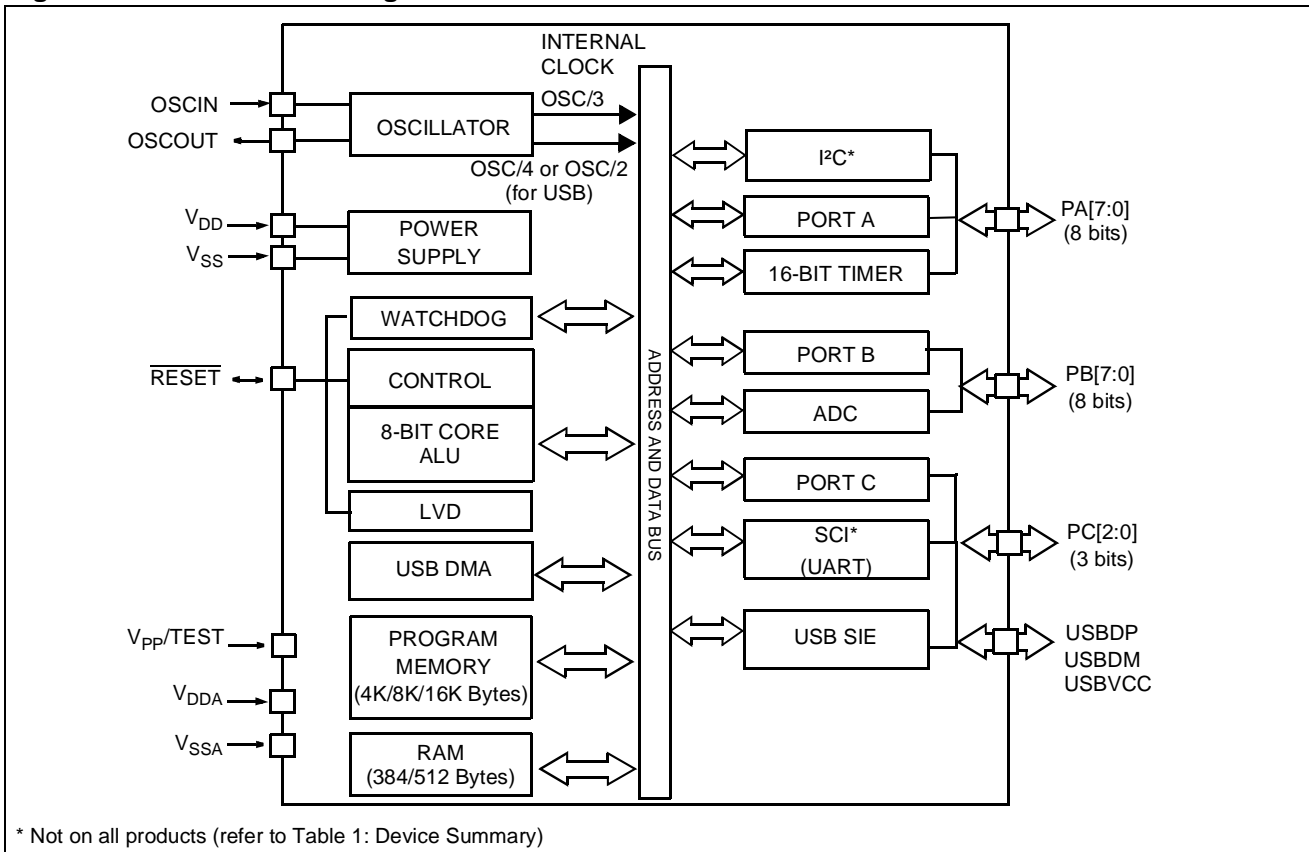 INTERNAL
CLOCK
OSCIN
OSCOUT
OSCILLATOR
OSC/3
OSC/4 or OSC/2
(for USB)
VDD
VSS
POWER
SUPPLY
WATCHDOG
RESET
CONTROL
8-BIT CORE
ALU
LVD
USB DMA
VPP/TEST
VDDA
VSSA
PROGRAM
MEMORY
(4K/8K/16K Bytes)
RAM
(384/512 Bytes)
ADDRESS AND DATA BUS
I²C*
PORT A
16-BIT TIMER
PA[7:0]
(8 bits)
PORT B
ADC
PB[7:0]
(8 bits)
PORT C
SCI*
(UART)
PC[2:0]
(3 bits)
USB SIE
USBDP
USBDM
USBVCC
* Not on all products (refer to Table 1: Device Summary)